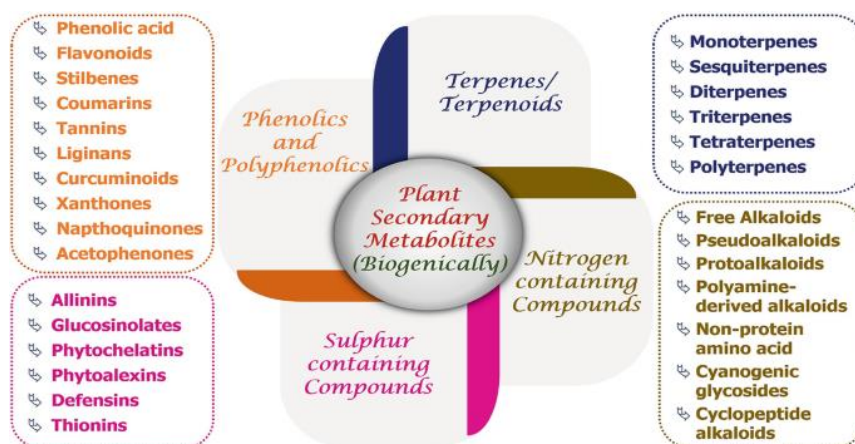 Phenolic acid
Flavonoids
Stilbenes
Coumarins
Tannins
Liginans
Curcuminoids
Xanthones
Napthoquinones
Acetophenones
Allinins
Glucosinolates
Phytochelatins
Phytoalexins
Defensins
Thionins
Phenolics
and
Polyphenolics
Terpenes/
Terpenoids
Plant
Secondary
Metabolites
(Biogenically)
Sulphur
containing
Compounds
Nitrogen
containing
Compounds
Monoterpenes
Sesquiterpenes
Diterpenes
Triterpenes
Tetraterpenes
Polyterpenes
Free Alkaloids
Pseudoalkaloids
Protoalkaloids
Polyamine-
derived alkaloids
Non-protein
amino acid
Cyanogenic
glycosides
Cyclopeptide
alkaloids